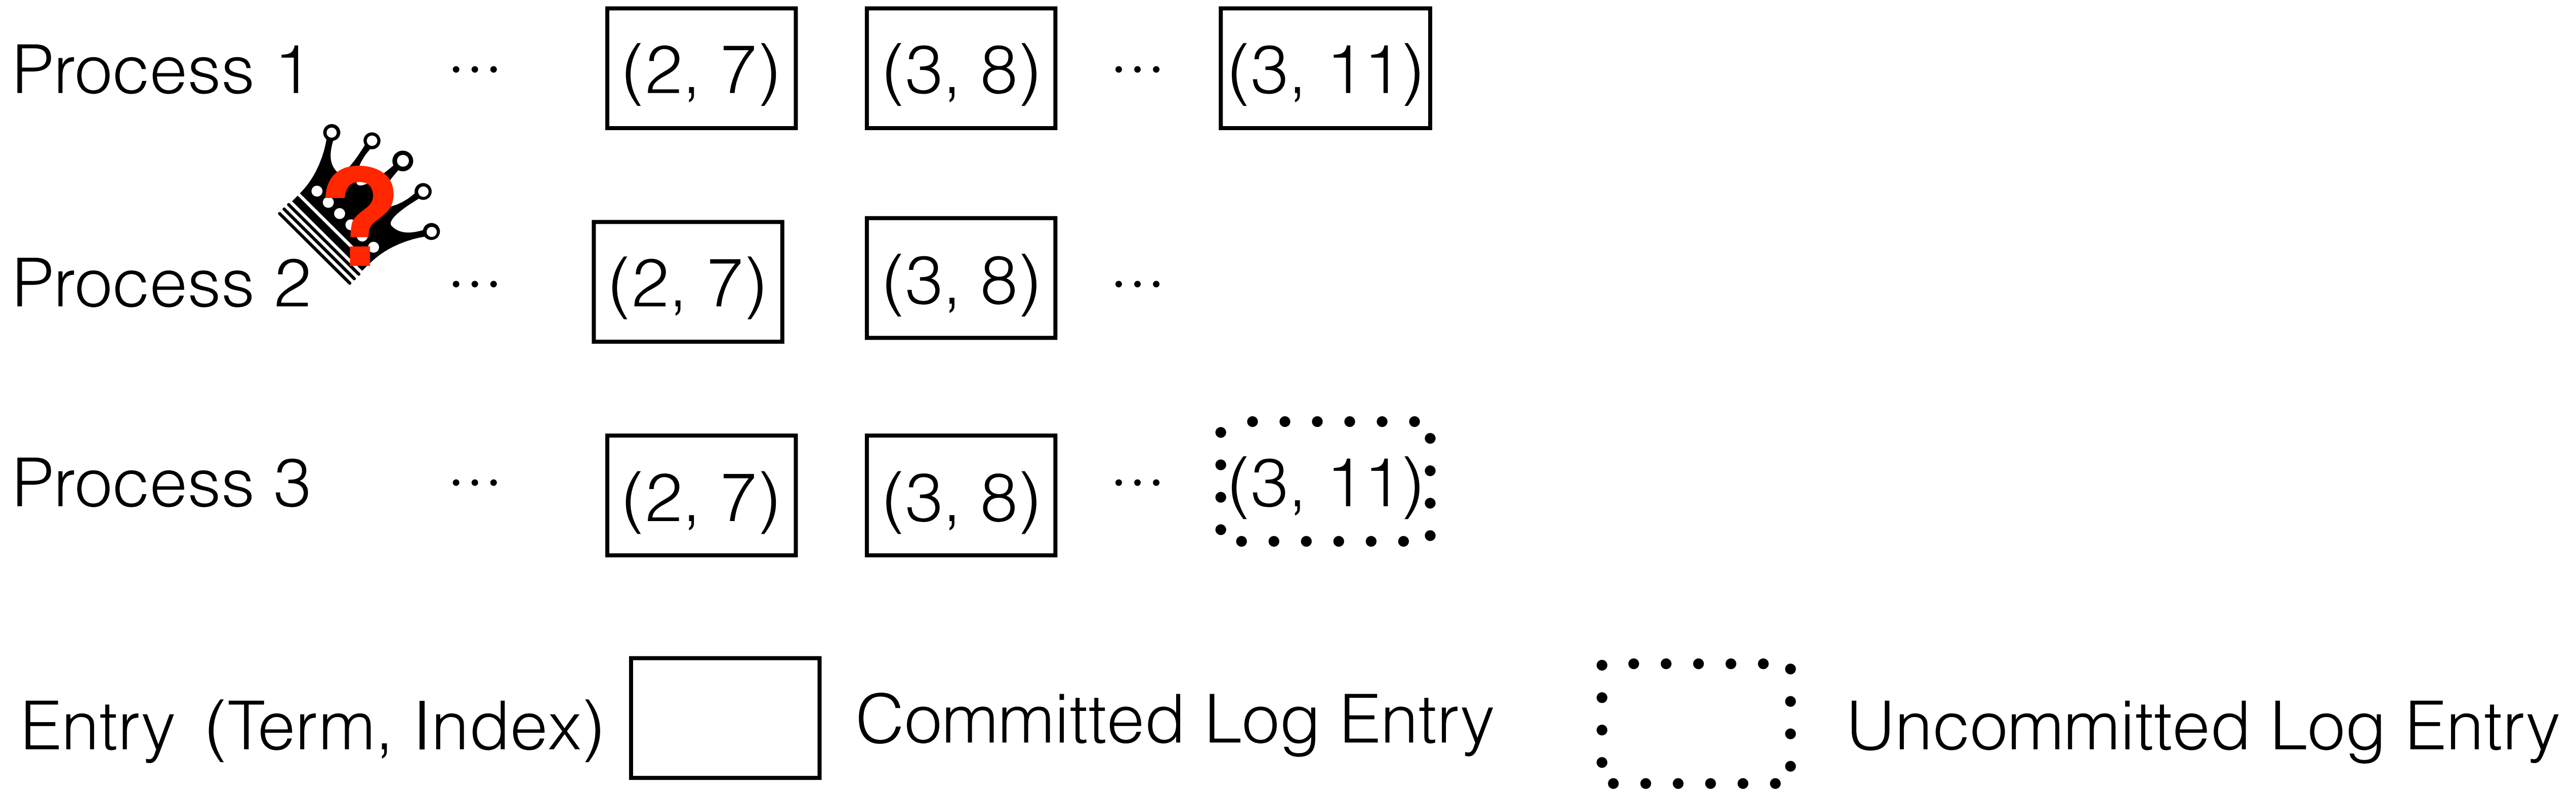 Process 1 ... (2, 7) (3, 8) ... (3, 11)
?
Process 2 ... (2, 7) (3, 8) ...
Process 3 ... (2, 7) (3, 8) ... (3, 11)
Entry (Term, Index) Committed Log Entry Uncommitted Log Entry